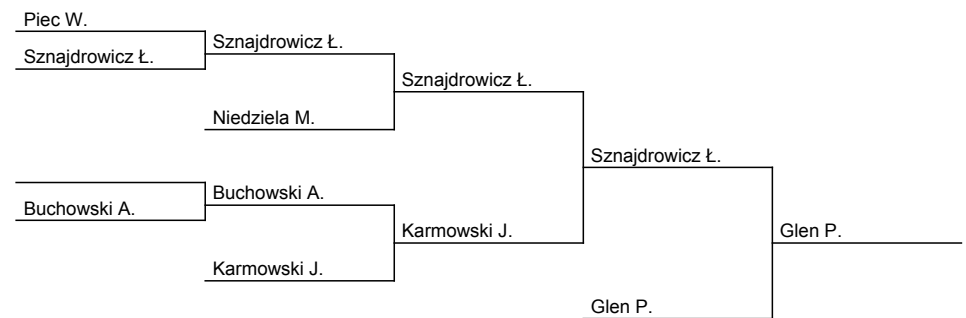 Piec W.
Sznajdrowicz Ł.
Sznajdrowicz Ł.
Sznajdrowicz Ł.
Niedziela M.
Sznajdrowicz Ł.
Buchowski A.
Buchowski A.
Karmowski J.
Glen P.
Karmowski J.
Glen P.